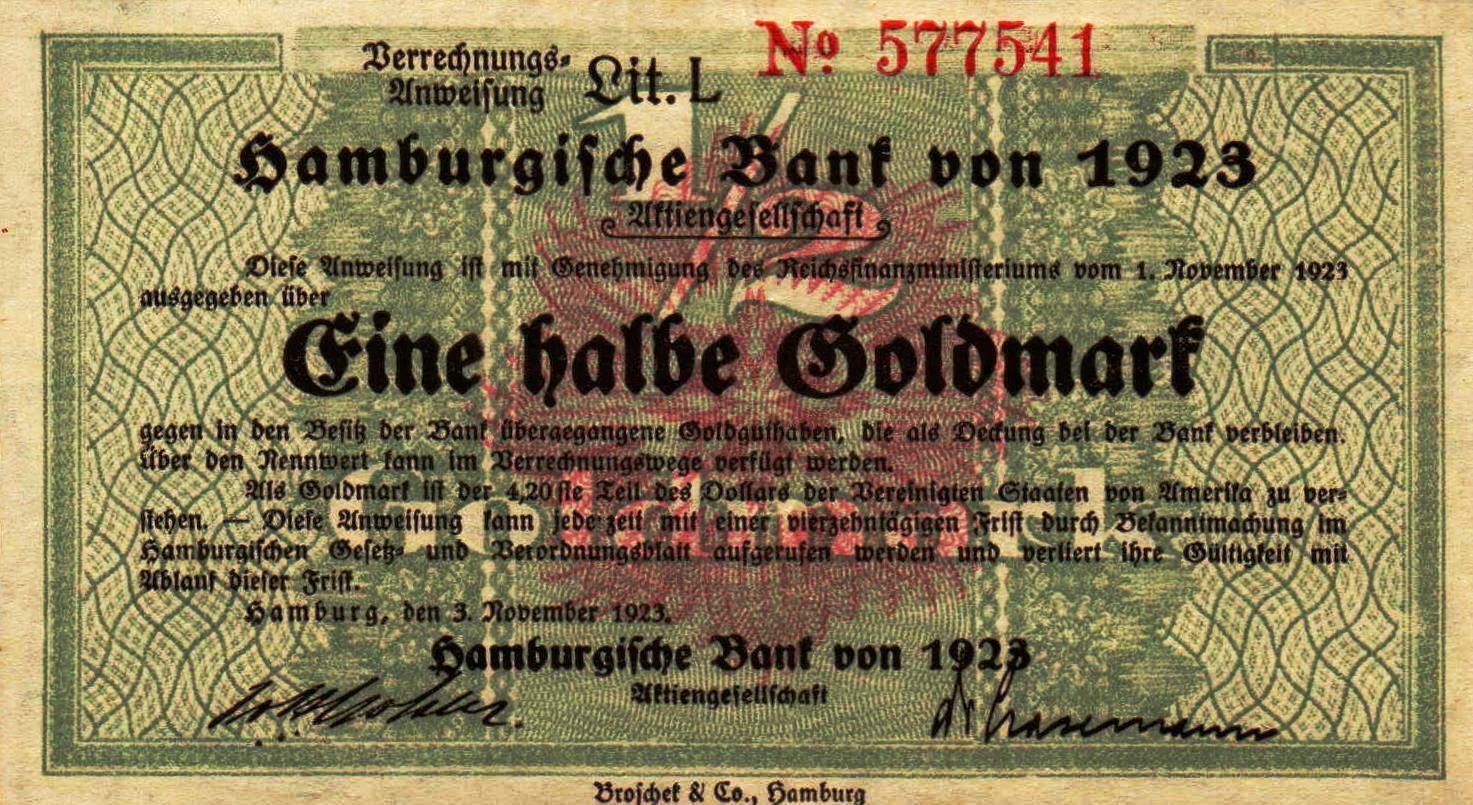 Verrechnungs-
Anweisung Lit. L № 577541
1/2
Hamburgische Bank von 1923
Aktiengesellschaft
Diese Anweisung ist mit Genehmigung des Reichsfinanzministeriums vom 1. November 1923
ausgegeben über
Eine halbe Goldmark
gegen in den Besitz der Bank übergegangene Goldguthaben, die als Deckung bei der Bank verbleiben.
Über den Nennwert kann im Verrechnungswege verfügt werden.
Als Goldmark ist der 4,20 ste Teil des Dollars der Vereinigten Staaten von Amerika zu ver-
stehen. — Diese Anweisung kann jederzeit mit einer vierzehntägigen Frist durch Bekanntmachung im
Goldmark
Hamburgischen Gesetz- und Verordnungsblatt aufgerufen werden und verliert ihre Gültigkeit mit
Ablauf dieser Frist.
Hamburg, den 3. November 1923.
Hamburgische Bank von 1923
Aktiengesellschaft
Broschek & Co., Hamburg